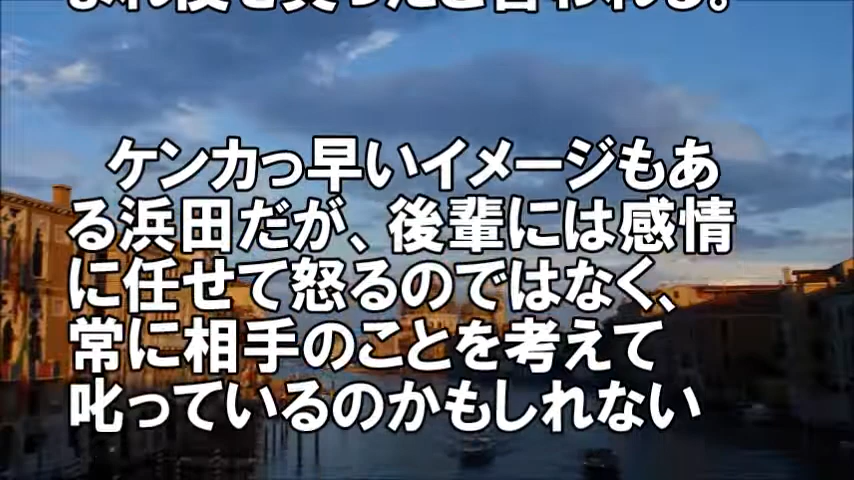 ケンカっ早いイメージもあ
る浜田だが、後輩には感情
に任せて怒るのではなく、
常に相手のことを考えて
叱っているのかもしれない